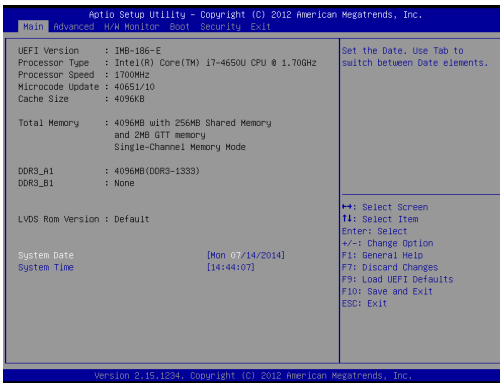 Aptio Setup Utility – Copyright (C) 2012 American Megatrends, Inc.
Main Advanced H/W Monitor Boot Security Exit
UEFI Version : IMB-186-E
Processor Type : Intel(R) Core(TM) i7-4650U CPU @ 1.70GHz
Processor Speed : 1700MHz
Microcode Update : 40651/10
Cache Size : 4096KB
Total Memory : 4096MB with 256MB Shared Memory
and 2MB GTT memory
Single-Channel Memory Mode
DDR3_A1 : 4096MB(DDR3-1333)
DDR3_B1 : None
LVDS Rom Version : Default
System Date [Mon 07/14/2014]
System Time [14:44:07]
Set the Date. Use Tab to
switch between Date elements.
↔: Select Screen
↑↓: Select Item
Enter: Select
+/-: Change Option
F1: General Help
F7: Discard Changes
F9: Load UEFI Defaults
F10: Save and Exit
ESC: Exit
Version 2.15.1234. Copyright (C) 2012 American Megatrends, Inc.